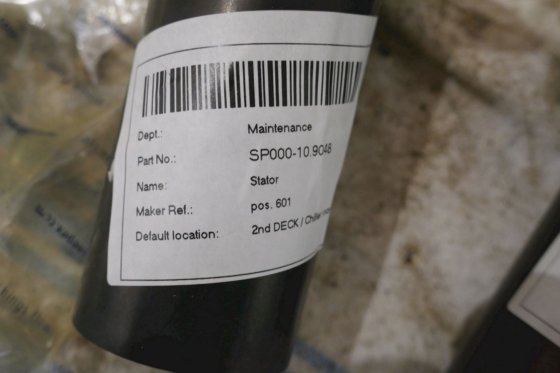 Dept.: Maintenance
Part No.: SP000-10.9048
Name: Stator
Maker Ref.: pos. 601
Default location: 2nd DECK / Chiller